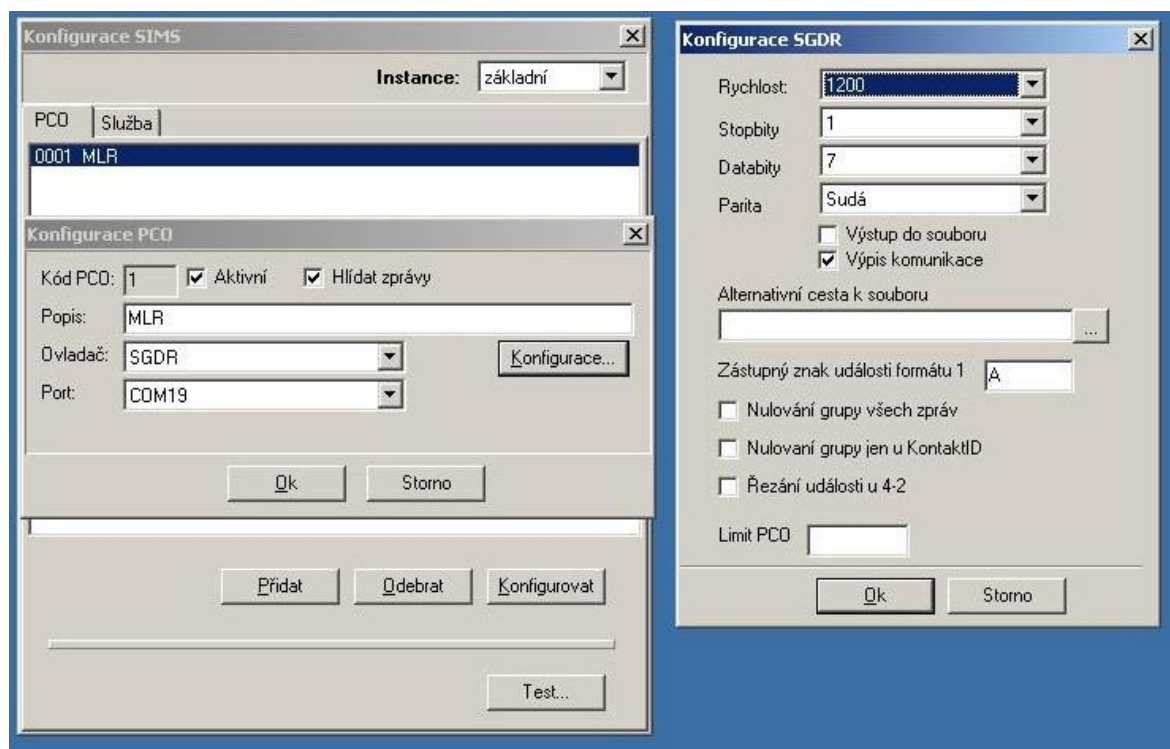 Konfigurace SIMS
Instance: základní
PCO Služba
0001 MLR
Konfigurace PCO
Kód PCO: 1 Aktivní Hlídat zprávy
Popis: MLR
Ovladač: SGDR Konfigurace...
Port: COM19
Ok Storno
Přidat Odebrat Konfigurovat
Test...
Konfigurace SGDR
Rychlost: 1200
Stopbity 1
Databity 7
Parita Sudá
Výstup do souboru
Výpis komunikace
Alternativní cesta k souboru
...
Zástupný znak události formátu 1 A
Nulování grupy všech zpráv
Nulovaní grupy jen u KontaktID
Řezání události u 4-2
Limit PCO
Ok Storno